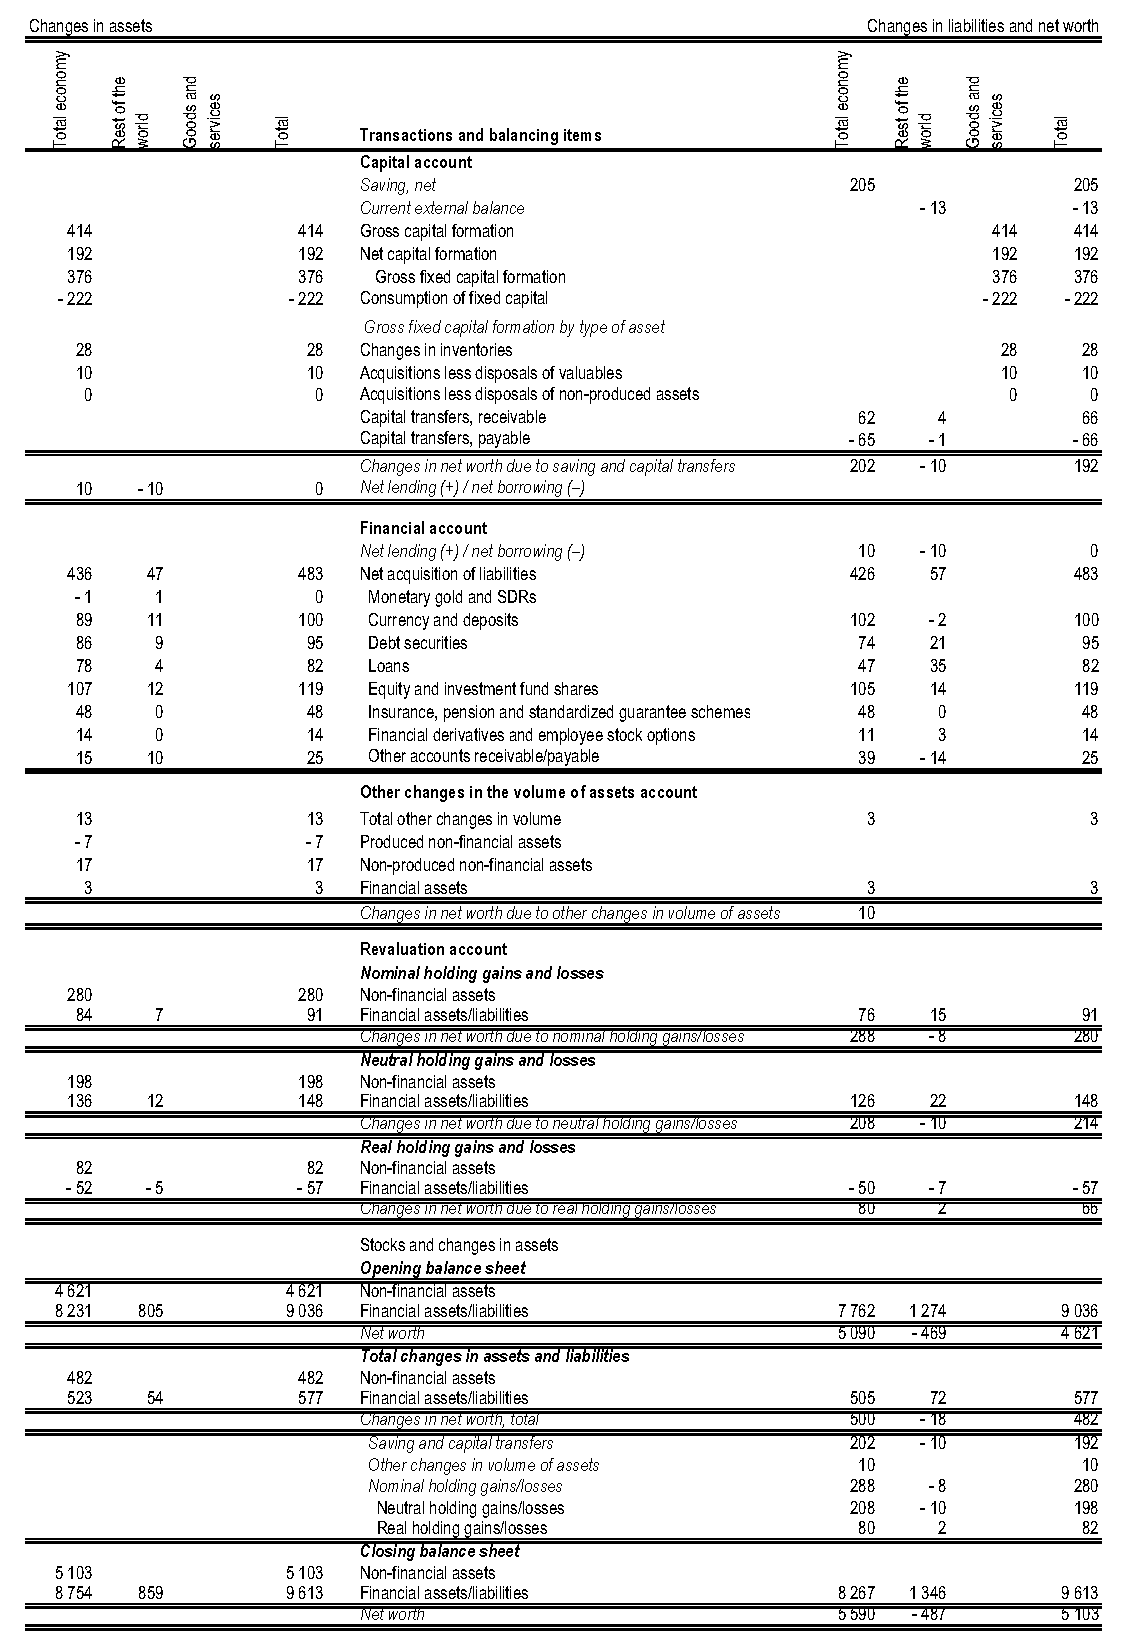 Changes in assets Changes in liabilities and net worth
Total economy Rest of the world Goods and services Total Transactions and balancing items Total economy Rest of the world Goods and services Total
Capital account
Saving, net 205 205
Current external balance - 13 - 13
414 414 Gross capital formation 414 414
192 192 Net capital formation 192 192
376 376 Gross fixed capital formation 376 376
- 222 - 222 Consumption of fixed capital - 222 - 222
Gross fixed capital formation by type of asset
28 28 Changes in inventories 28 28
10 10 Acquisitions less disposals of valuables 10 10
0 0 Acquisitions less disposals of non-produced assets 0 0
Capital transfers, receivable 62 4 66
Capital transfers, payable - 65 - 1 - 66
Changes in net worth due to saving and capital transfers 202 - 10 192
10 - 10 0 Net lending (+) / net borrowing (–)
Financial account
Net lending (+) / net borrowing (–) 10 - 10 0
436 47 483 Net acquisition of liabilities 426 57 483
- 1 1 0 Monetary gold and SDRs
89 11 100 Currency and deposits 102 - 2 100
86 9 95 Debt securities 74 21 95
78 4 82 Loans 47 35 82
107 12 119 Equity and investment fund shares 105 14 119
48 0 48 Insurance, pension and standardized guarantee schemes 48 0 48
14 0 14 Financial derivatives and employee stock options 11 3 14
15 10 25 Other accounts receivable/payable 39 - 14 25
Other changes in the volume of assets account
13 13 Total other changes in volume 3 3
- 7 - 7 Produced non-financial assets
17 17 Non-produced non-financial assets
3 3 Financial assets 3 3
Changes in net worth due to other changes in volume of assets 10
Revaluation account
Nominal holding gains and losses
280 280 Non-financial assets
84 7 91 Financial assets/liabilities 76 15 91
Changes in net worth due to nominal holding gains/losses 288 - 8 280
Neutral holding gains and losses
198 198 Non-financial assets
136 12 148 Financial assets/liabilities 126 22 148
Changes in net worth due to neutral holding gains/losses 208 - 10 214
Real holding gains and losses
82 82 Non-financial assets
- 52 - 5 - 57 Financial assets/liabilities - 50 - 7 - 57
Changes in net worth due to real holding gains/losses 80 2 66
Stocks and changes in assets
Opening balance sheet
4 621 4 621 Non-financial assets
8 231 805 9 036 Financial assets/liabilities 7 762 1 274 9 036
Net worth 5 090 - 469 4 621
Total changes in assets and liabilities
482 482 Non-financial assets
523 54 577 Financial assets/liabilities 505 72 577
Changes in net worth, total 500 - 18 482
Saving and capital transfers 202 - 10 192
Other changes in volume of assets 10 10
Nominal holding gains/losses 288 - 8 280
Neutral holding gains/losses 208 - 10 198
Real holding gains/losses 80 2 82
Closing balance sheet
5 103 5 103 Non-financial assets
8 754 859 9 613 Financial assets/liabilities 8 267 1 346 9 613
Net worth 5 590 - 487 5 103